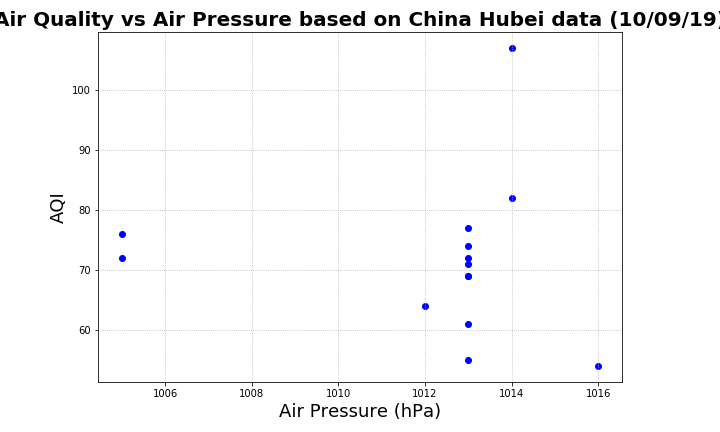 Air Quality vs Air Pressure based on China Hubei data (10/09/19)
100
90
80
70
60
AQI
1006 1008 1010 1012 1014 1016
Air Pressure (hPa)